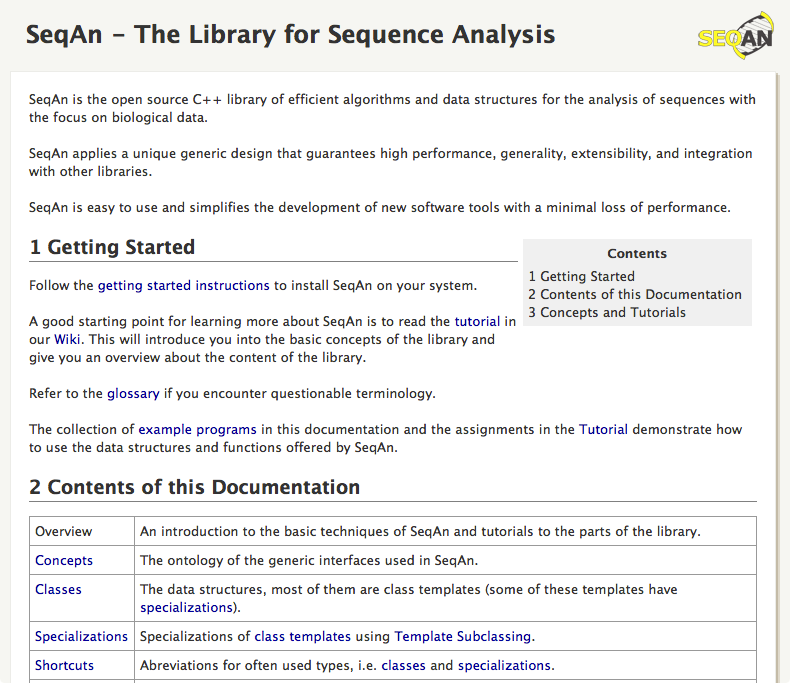 SeqAn – The Library for Sequence Analysis
SEQAN
SeqAn is the open source C++ library of efficient algorithms and data structures for the analysis of sequences with
the focus on biological data.
SeqAn applies a unique generic design that guarantees high performance, generality, extensibility, and integration
with other libraries.
SeqAn is easy to use and simplifies the development of new software tools with a minimal loss of performance.
1 Getting Started
Follow the getting started instructions to install SeqAn on your system.
A good starting point for learning more about SeqAn is to read the tutorial in
our Wiki. This will introduce you into the basic concepts of the library and
give you an overview about the content of the library.
Contents
1 Getting Started
2 Contents of this Documentation
3 Concepts and Tutorials
Refer to the glossary if you encounter questionable terminology.
The collection of example programs in this documentation and the assignments in the Tutorial demonstrate how
to use the data structures and functions offered by SeqAn.
2 Contents of this Documentation
Overview An introduction to the basic techniques of SeqAn and tutorials to the parts of the library.
Concepts The ontology of the generic interfaces used in SeqAn.
Classes The data structures, most of them are class templates (some of these templates have
specializations).
Specializations Specializations of class templates using Template Subclassing.
Shortcuts Abreviations for often used types, i.e. classes and specializations.